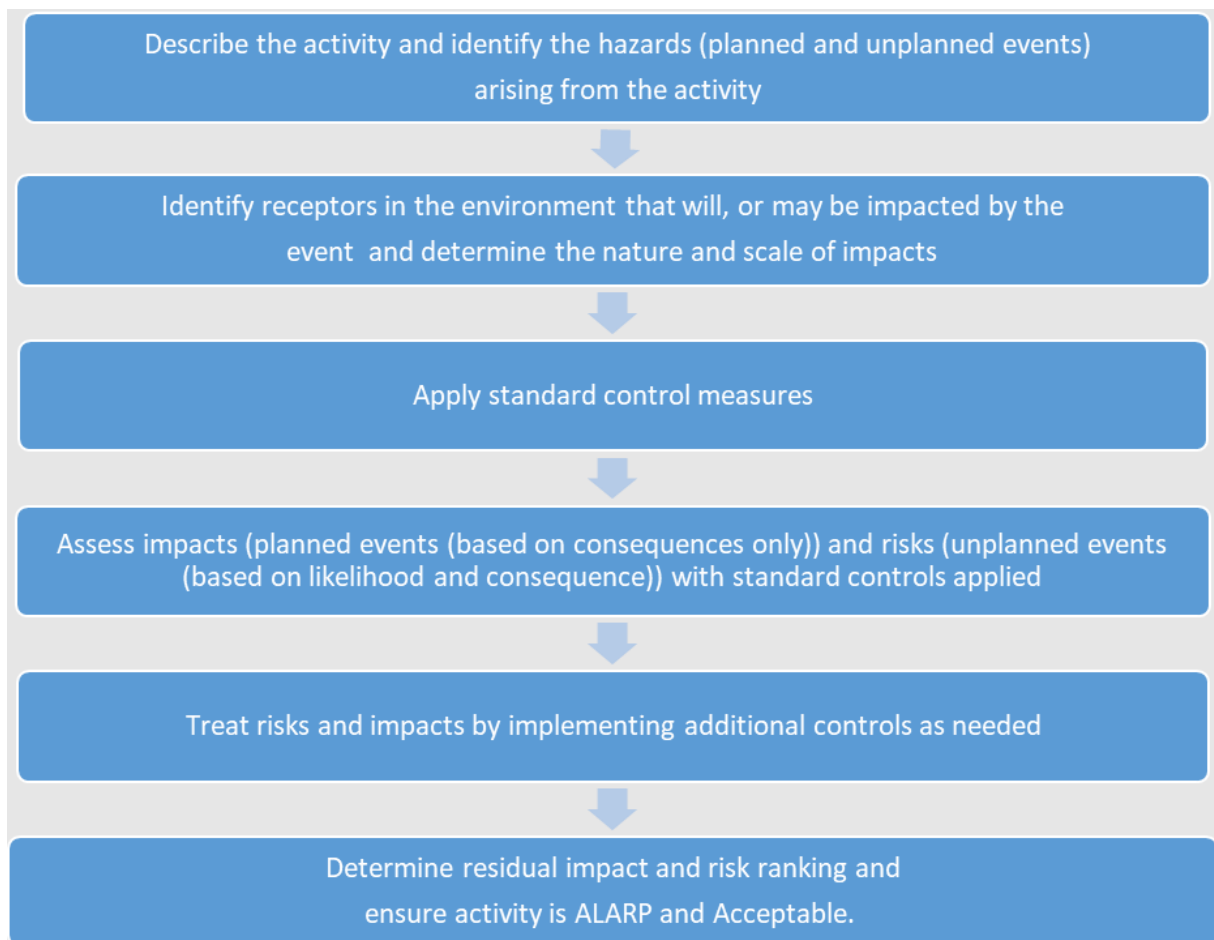 Describe the activity and identify the hazards (planned and unplanned events)
arising from the activity
Identify receptors in the environment that will, or may be impacted by the
event  and determine the nature and scale of impacts
Apply standard control measures
Assess impacts (planned events (based on consequences only)) and risks (unplanned events
(based on likelihood and consequence)) with standard controls applied
Treat risks and impacts by implementing additional controls as needed
Determine residual impact and risk ranking and
ensure activity is ALARP and Acceptable.